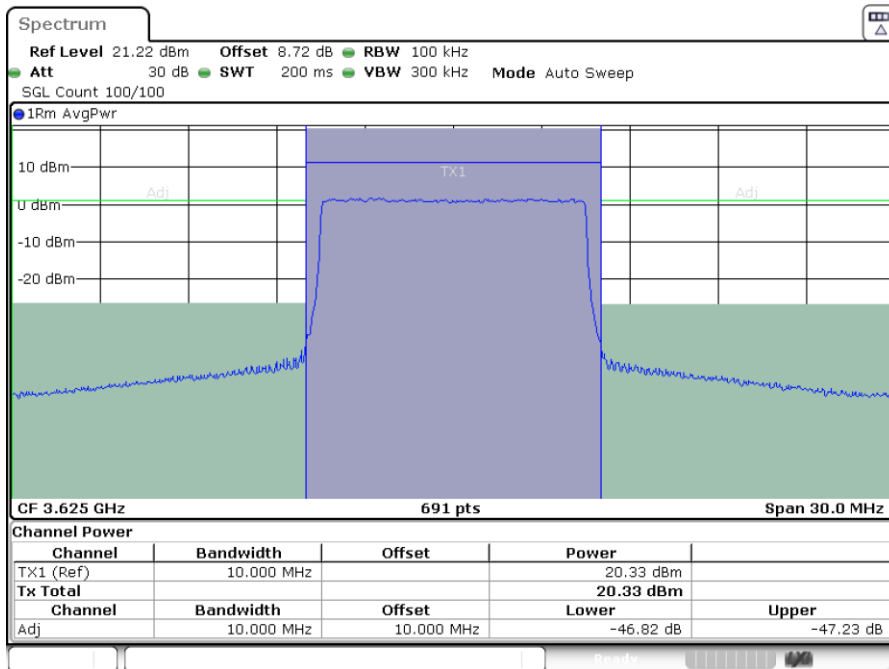 Spectrum
Ref Level 21.22 dBm Offset 8.72 dB RBW 100 kHz
Att 30 dB SWT 200 ms VBW 300 kHz Mode Auto Sweep
SGL Count 100/100
1Rm AvgPwr
10 dBm
TX1
Adj Adj
0 dBm
-10 dBm
-20 dBm
CF 3.625 GHz 691 pts Span 30.0 MHz
Channel Power
Channel Bandwidth Offset Power
TX1 (Ref) 10.000 MHz 20.33 dBm
Tx Total 20.33 dBm
Channel Bandwidth Offset Lower Upper
Adj 10.000 MHz 10.000 MHz -46.82 dB -47.23 dB
Ready